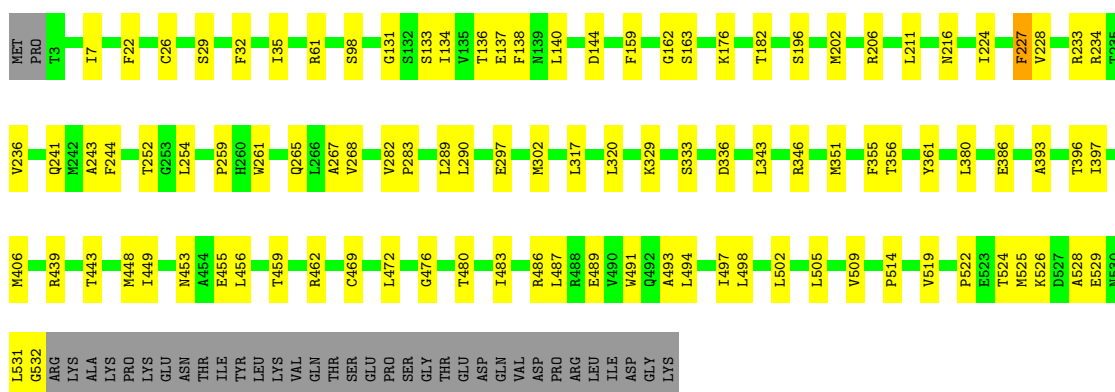 MET PRO T3 I7 F22 C26 S29 F32 I35 R61 S98 G131 S132 S133 I134 V135 T136 E137 F138 N139 L140 D144 F159 G162 S163 K176 T182 S196 M202 R206 L211 N216 I224 F227 V228 R233 R234 T235
V236 Q241 M242 A243 F244 T252 G253 L254 P259 H260 W261 Q265 L266 A267 V268 V282 P283 L289 L290 E297 M302 L317 L320 K329 S333 D336 L343 R346 M351 F355 T356 Y361 L380 E386 A393 T396 I397
M406 R439 T443 M448 I449 N453 A454 E455 L456 T459 R462 C469 L472 G476 T480 I483 R486 L487 R488 E489 V490 W491 Q492 A493 L494 I497 L498 L502 L505 V509 P514 V519 P522 E523 T524 M525 K526 D527 A528 E529 N530
L531 G532 ARG LYS ALA LYS PRO LYS GLU ASN THR ILE TYR LEU LYS VAL GLN THR SER GLU PRO SER GLY THR GLU ASP GLN VAL ASP PRO ARG LEU ILE ASP GLY LYS